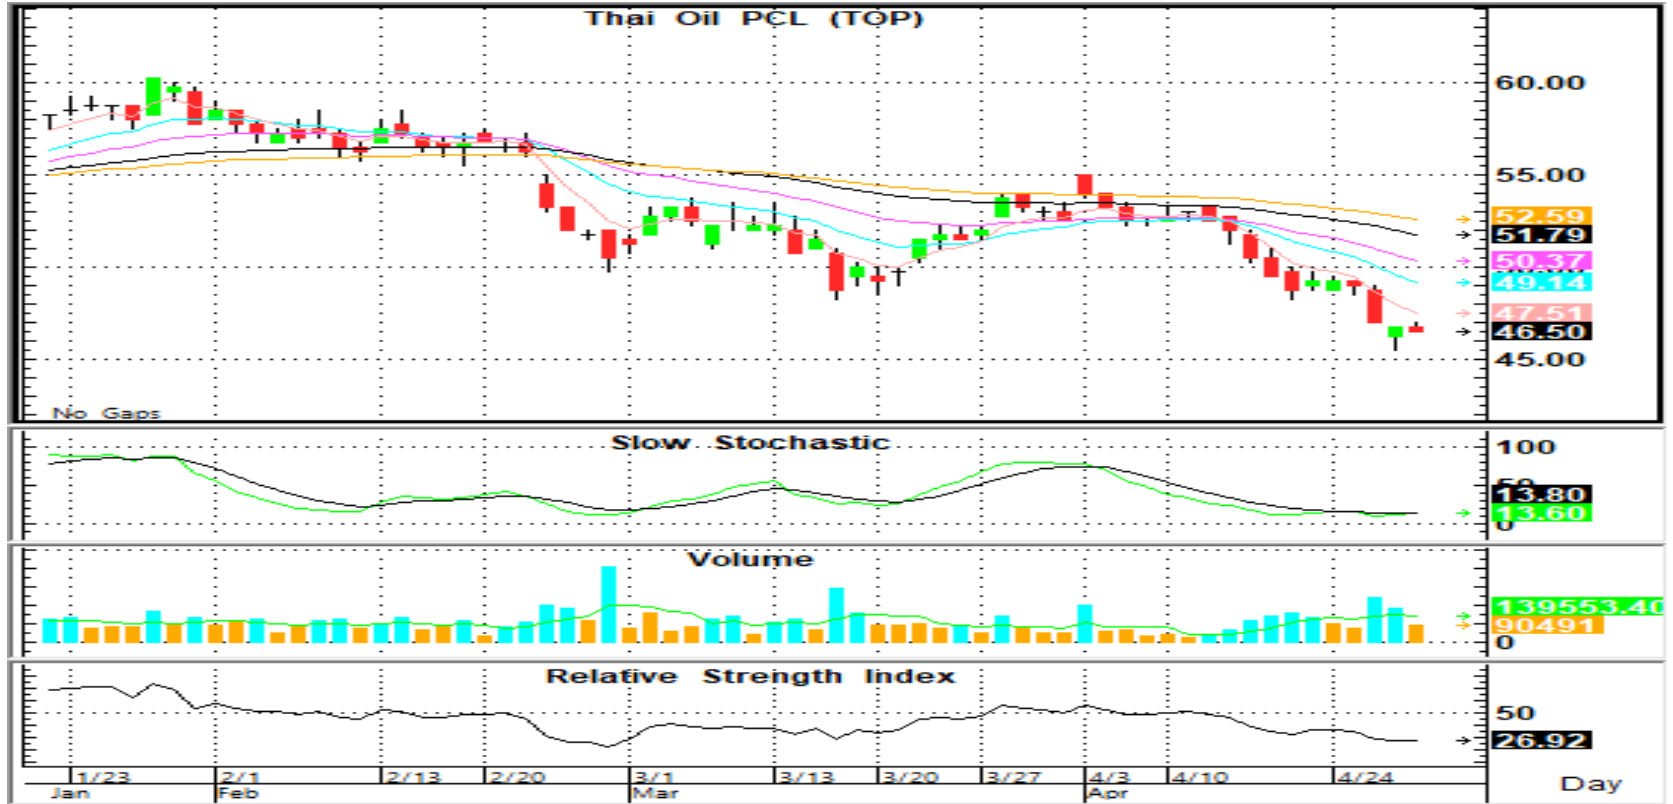 Thai Oil PCL (TOP)
60.00
55.00
52.59
51.79
50.37
49.14
47.51
46.50
45.00
No Gaps
Slow Stochastic
100
50
13.80
13.60
0
Volume
139553.40
90491
0
Relative Strength Index
50
26.92
1/23 2/1 2/13 2/20 3/1 3/13 3/20 3/27 4/3 4/10 4/24
Jan Feb Mar Apr Day